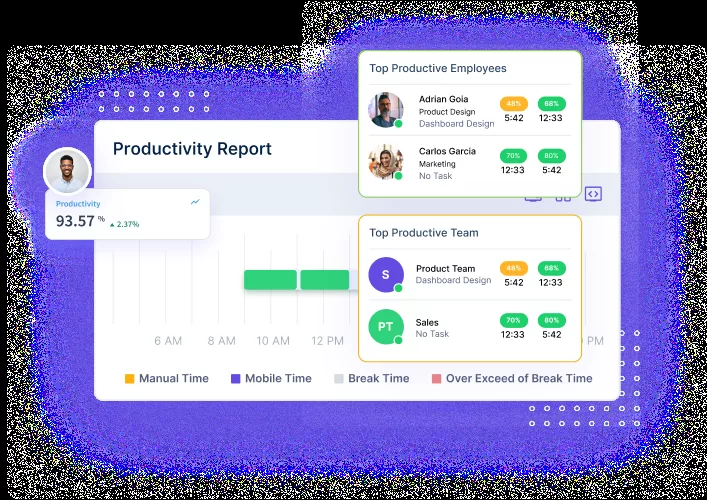 Top Productive Employees
Adrian Goia
Product Design
Dashboard Design
48%
68%
5:42
12:33
Carlos Garcia
Marketing
No Task
70%
80%
12:33
5:42
Productivity Report
Productivity
93.57 %
▲ 2.37%
Top Productive Team
S
Product Team
Dashboard Design
48%
68%
5:42
12:33
PT
Sales
No Task
70%
80%
12:33
5:42
6 AM
8 AM
10 AM
12 PM
PM
Manual Time
Mobile Time
Break Time
Over Exceed of Break Time